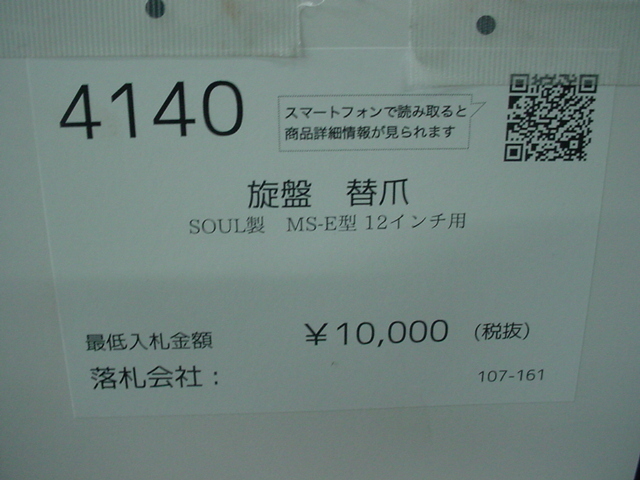 4140
スマートフォンで読み取ると
商品詳細情報が見られます
旋盤　替爪
SOUL製　MS-E型 12インチ用
最低入札金額　¥10,000　(税抜)
落札会社：
107-161